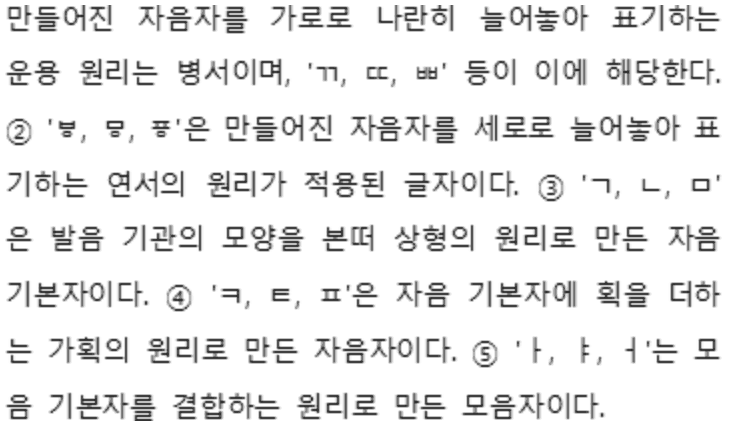 만들어진 자음자를 가로로 나란히 늘어놓아 표기하는
운용 원리는 병서이며, 'ㄲ, ㄸ, ㅃ' 등이 이에 해당한다.
② 'ㅸ, ㅱ, ㆄ'은 만들어진 자음자를 세로로 늘어놓아 표
기하는 연서의 원리가 적용된 글자이다. ③ 'ㄱ, ㄴ, ㅁ'
은 발음 기관의 모양을 본떠 상형의 원리로 만든 자음
기본자이다. ④ 'ㅋ, ㅌ, ㅍ'은 자음 기본자에 획을 더하
는 가획의 원리로 만든 자음자이다. ⑤ 'ㅏ, ㅑ, ㅓ'는 모
음 기본자를 결합하는 원리로 만든 모음자이다.